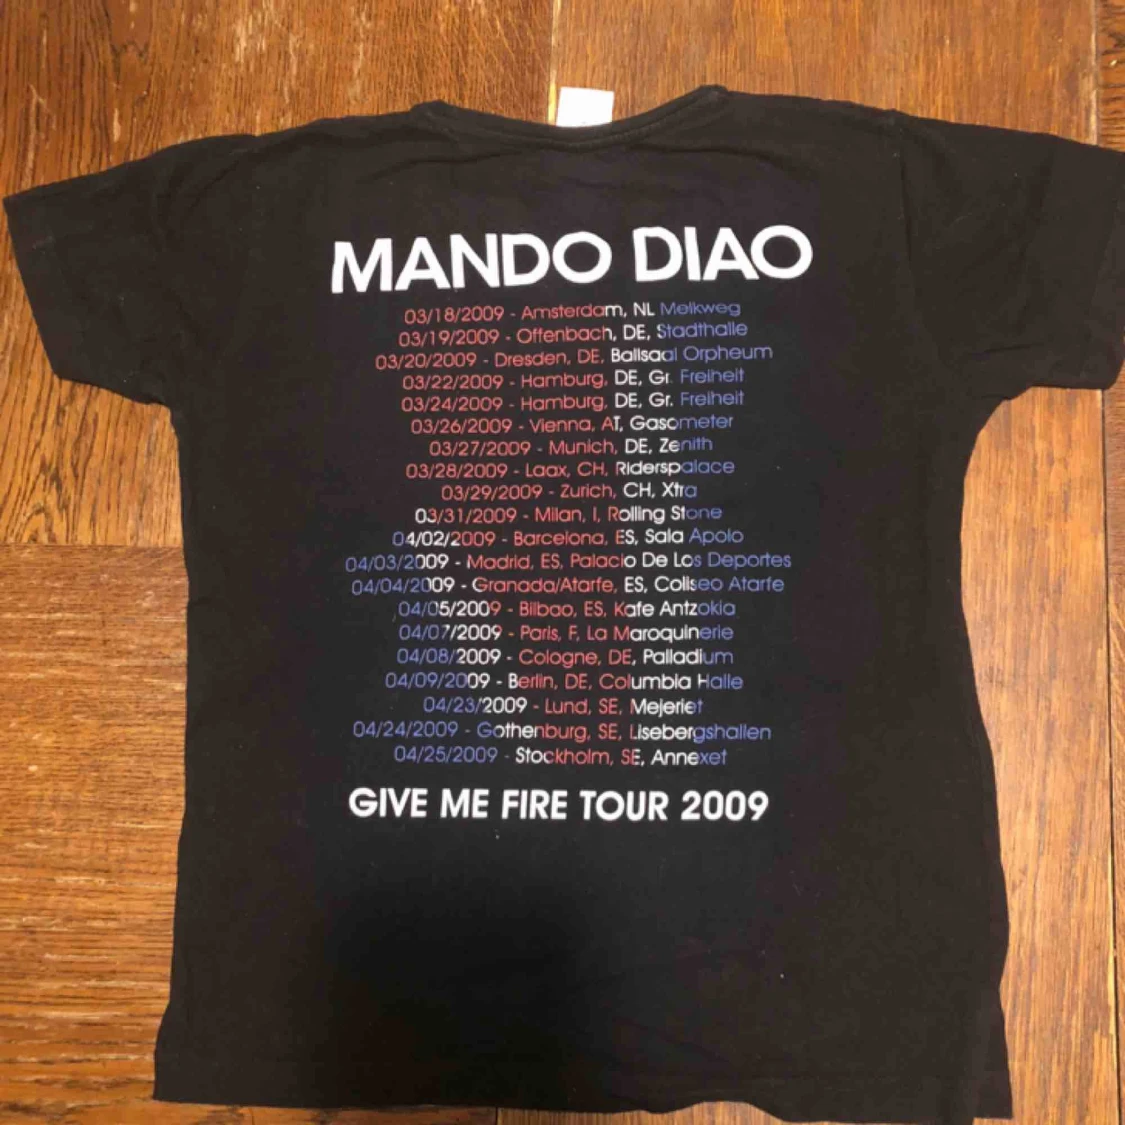 MANDO DIAO
03/18/2009 - Amsterdam, NL Melkweg
03/19/2009 - Offenbach, DE, Stadthalle
03/20/2009 - Dresden, DE, Ballsaal Orpheum
03/22/2009 - Hamburg, DE, Gr. Freiheit
03/24/2009 - Hamburg, DE, Gr. Freiheit
03/26/2009 - Vienna, AT, Gasometer
03/27/2009 - Munich, DE, Zenith
03/28/2009 - Laax, CH, Riderspalace
03/29/2009 - Zurich, CH, Xtra
03/31/2009 - Milan, I, Rolling Stone
04/02/2009 - Barcelona, ES, Sala Apolo
04/03/2009 - Madrid, ES, Palacio De Los Deportes
04/04/2009 - Granada/Atarfe, ES, Coliseo Atarfe
04/05/2009 - Bilbao, ES, Kafe Antzokia
04/07/2009 - Paris, F, La Maroquinerie
04/08/2009 - Cologne, DE, Palladium
04/09/2009 - Berlin, DE, Columbia Halle
04/23/2009 - Lund, SE, Mejeriet
04/24/2009 - Gothenburg, SE, Lisebergshallen
04/25/2009 - Stockholm, SE, Annexet
GIVE ME FIRE TOUR 2009